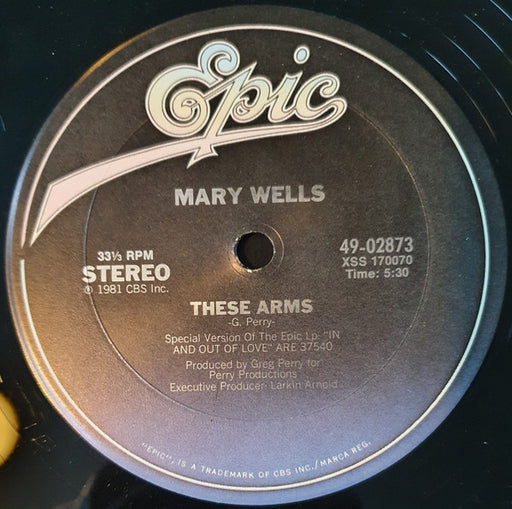 Epic
MARY WELLS
33⅓ RPM
STEREO
℗ 1981 CBS Inc.
49-02873
XSS 170070
Time: 5:30
THESE ARMS
-G. Perry-
Special Version Of The Epic Lp: "IN
AND OUT OF LOVE" ARE 37540
Produced by Greg Perry for
Perry Productions
Executive Producer: Larkin Arnold
"EPIC", IS A TRADEMARK OF CBS INC./MARCA REG.